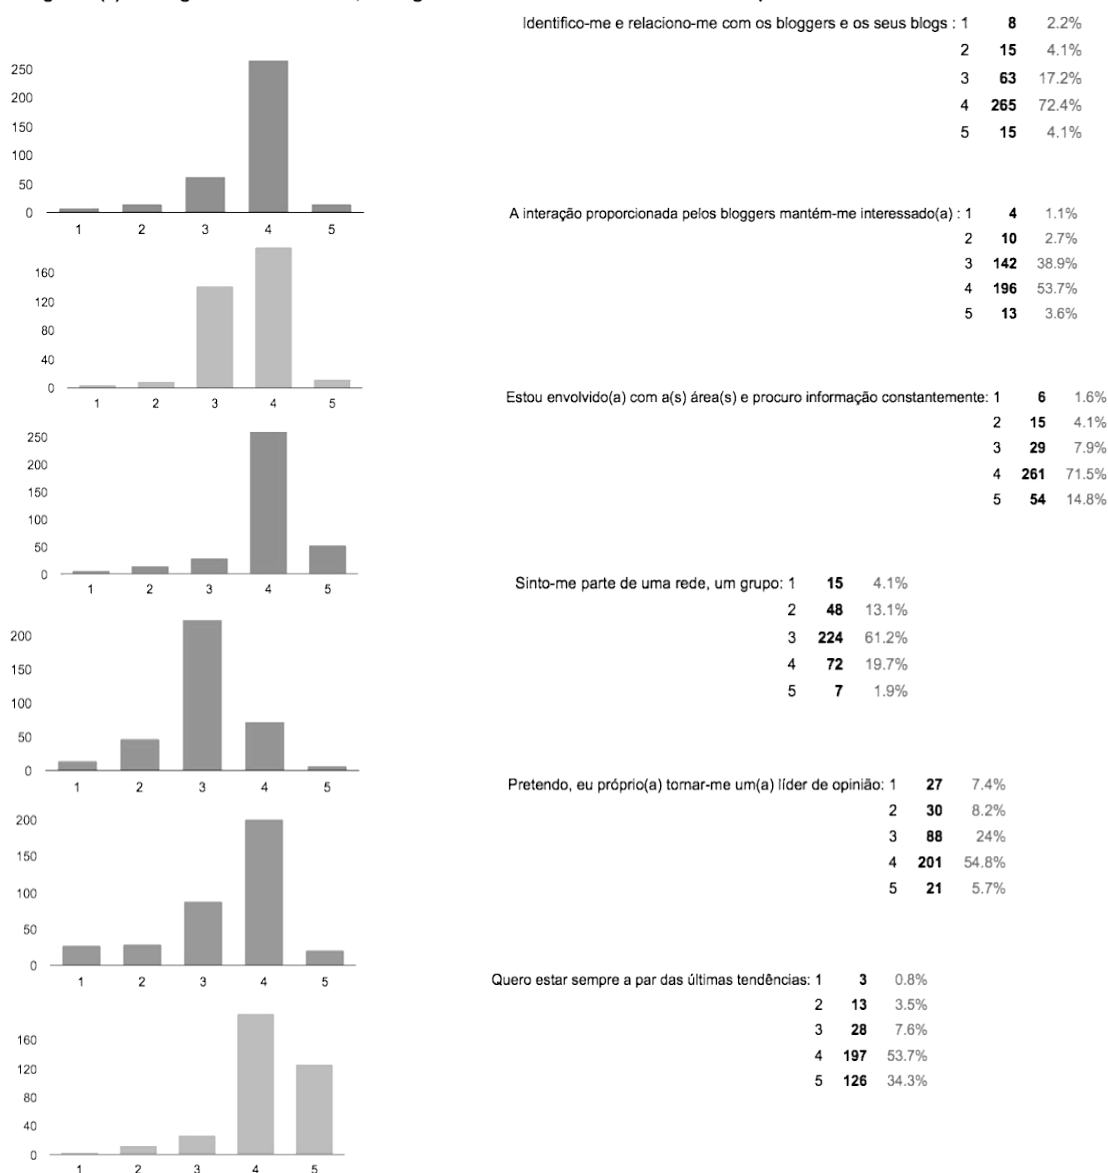 Identifico-me e relaciono-me com os bloggers e os seus blogs : 1 8 2.2%
2 15 4.1%
3 63 17.2%
4 265 72.4%
5 15 4.1%
250
200
150
100
50
0
1 2 3 4 5
A interação proporcionada pelos bloggers mantém-me interessado(a) : 1 4 1.1%
2 10 2.7%
3 142 38.9%
4 196 53.7%
5 13 3.6%
160
120
80
40
0
1 2 3 4 5
Estou envolvido(a) com a(s) área(s) e procuro informação constantemente: 1 6 1.6%
2 15 4.1%
3 29 7.9%
4 261 71.5%
5 54 14.8%
250
200
150
100
50
0
1 2 3 4 5
Sinto-me parte de uma rede, um grupo: 1 15 4.1%
2 48 13.1%
3 224 61.2%
4 72 19.7%
5 7 1.9%
200
150
100
50
0
1 2 3 4 5
Pretendo, eu próprio(a) tornar-me um(a) líder de opinião: 1 27 7.4%
2 30 8.2%
3 88 24%
4 201 54.8%
5 21 5.7%
200
150
100
50
0
1 2 3 4 5
Quero estar sempre a par das últimas tendências: 1 3 0.8%
2 13 3.5%
3 28 7.6%
4 197 53.7%
5 126 34.3%
160
120
80
40
0
1 2 3 4 5